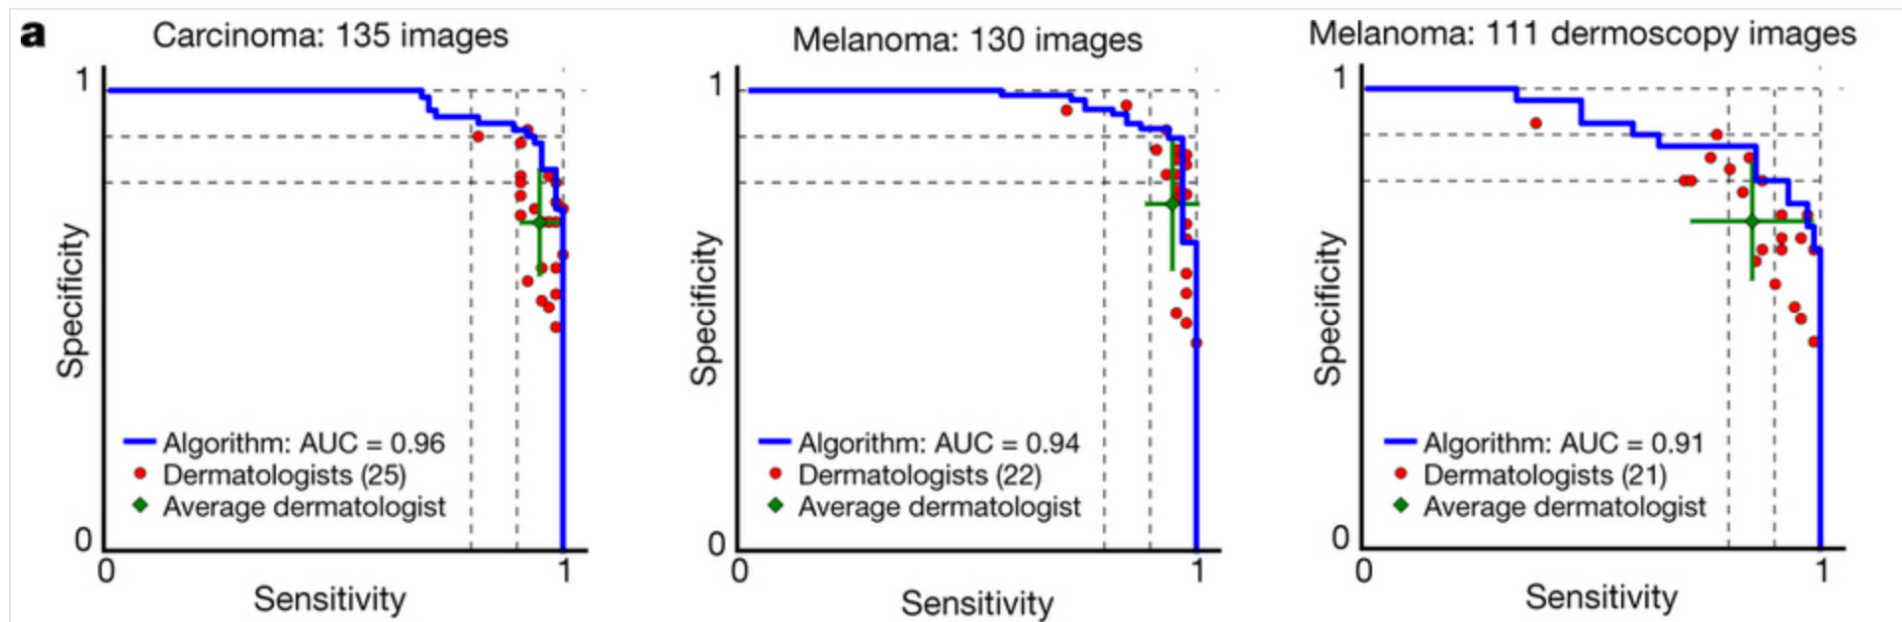 a
Carcinoma: 135 images
1
Specificity
Algorithm: AUC = 0.96
Dermatologists (25)
Average dermatologist
0
0
1
Sensitivity
Melanoma: 130 images
1
Specificity
Algorithm: AUC = 0.94
Dermatologists (22)
Average dermatologist
0
0
1
Sensitivity
Melanoma: 111 dermoscopy images
1
Specificity
Algorithm: AUC = 0.91
Dermatologists (21)
Average dermatologist
0
0
1
Sensitivity